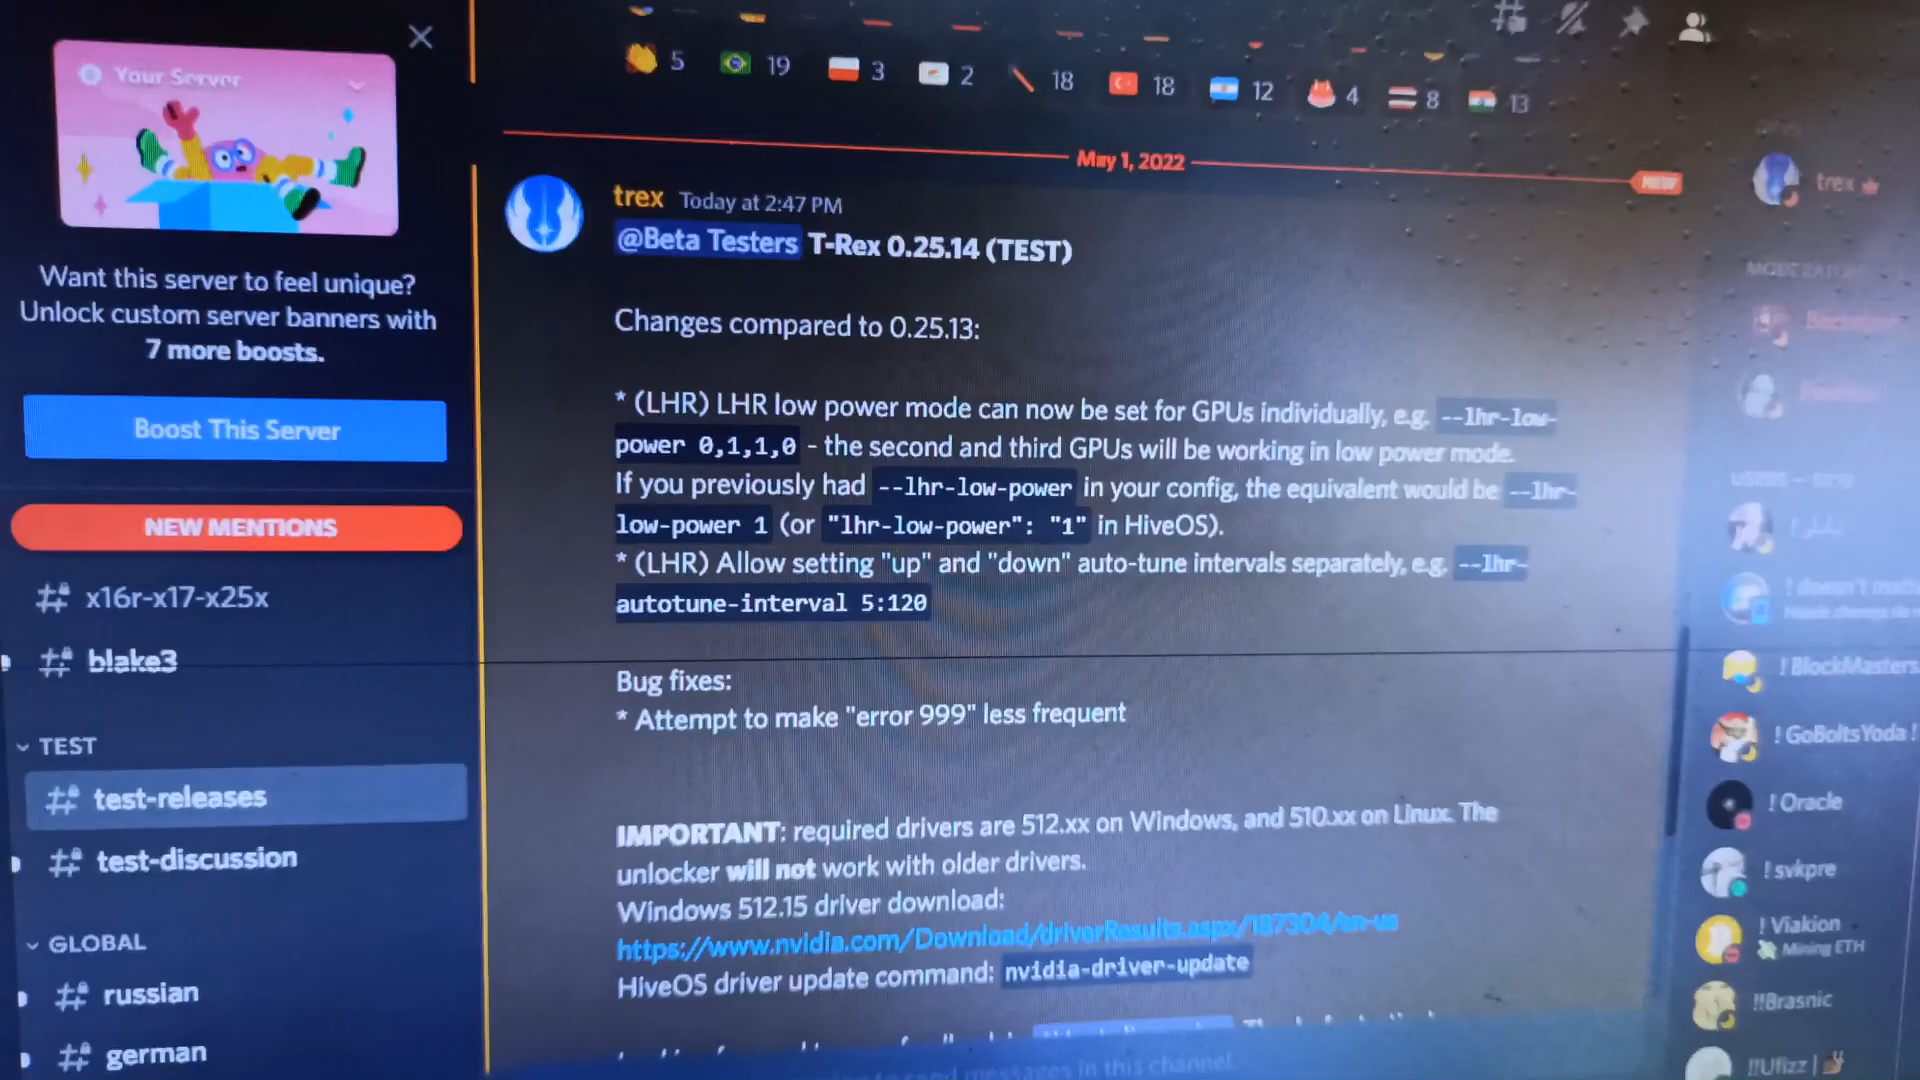 Your Server
Want this server to feel unique?
Unlock custom server banners with
7 more boosts.
Boost This Server
NEW MENTIONS
x16r-x17-x25x
blake3
TEST
test-releases
test-discussion
GLOBAL
russian
german
5 19 3 2 18 18 12 4 8 13
May 1, 2022
NEW
trex Today at 2:47 PM
@Beta Testers T-Rex 0.25.14 (TEST)
Changes compared to 0.25.13:
* (LHR) LHR low power mode can now be set for GPUs individually, e.g. --lhr-low-
power 0,1,1,0 - the second and third GPUs will be working in low power mode.
If you previously had --lhr-low-power in your config, the equivalent would be --lhr-
low-power 1 (or "lhr-low-power": "1" in HiveOS).
* (LHR) Allow setting "up" and "down" auto-tune intervals separately, e.g. --lhr-
autotune-interval 5:120
Bug fixes:
* Attempt to make "error 999" less frequent
IMPORTANT: required drivers are 512.xx on Windows, and 510.xx on Linux. The
unlocker will not work with older drivers.
Windows 512.15 driver download:
https://www.nvidia.com/Download/driverResults.aspx/187304/en-us
HiveOS driver update command: nvidia-driver-update
send messages in this channel.
trex
! doesn't
! BlockMasters
! GoBoltsYoda !
! Oracle
! svkpre
! Viakion
Mining ETH
!!Brasnic
!!Ufizz |